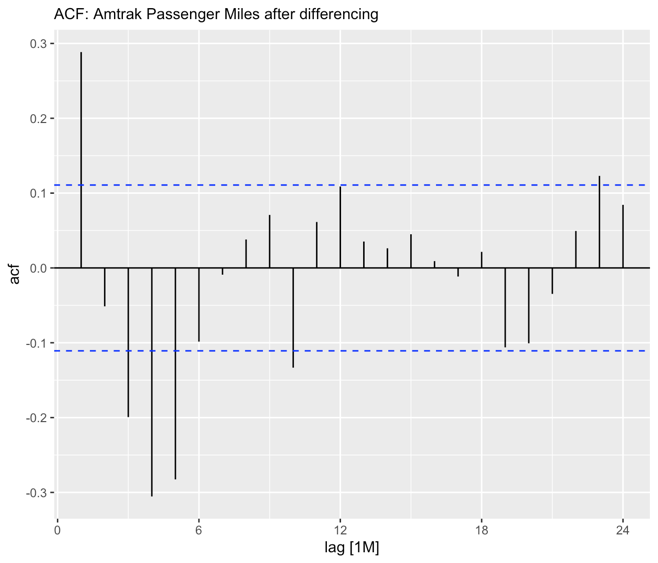 ACF: Amtrak Passenger Miles after differencing
0.3
0.2
0.1
0.0
-0.1
-0.2
-0.3
acf
0 6 12 18 24
lag [1M]